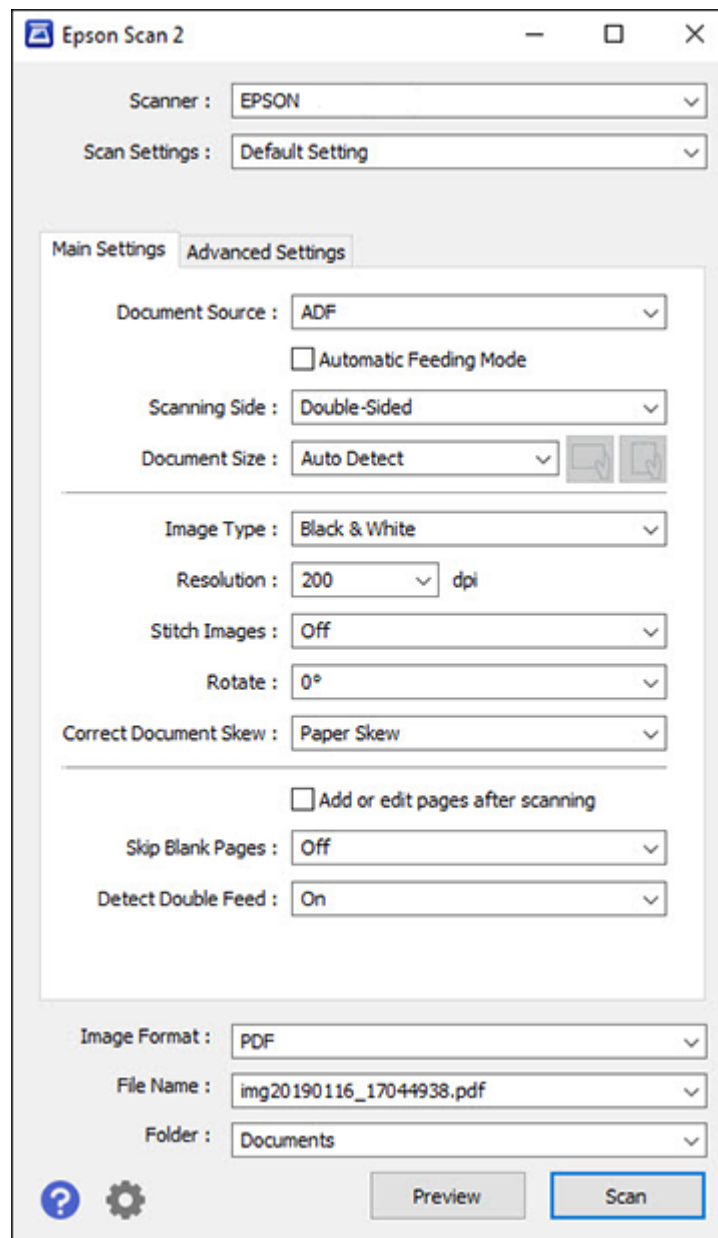 Epson Scan 2
Scanner : EPSON
Scan Settings : Default Setting
Main Settings Advanced Settings
Document Source : ADF
Automatic Feeding Mode
Scanning Side : Double-Sided
Document Size : Auto Detect
Image Type : Black & White
Resolution : 200 dpi
Stitch Images : Off
Rotate : 0°
Correct Document Skew : Paper Skew
Add or edit pages after scanning
Skip Blank Pages : Off
Detect Double Feed : On
Image Format : PDF
File Name : img20190116_17044938.pdf
Folder : Documents
? Preview Scan